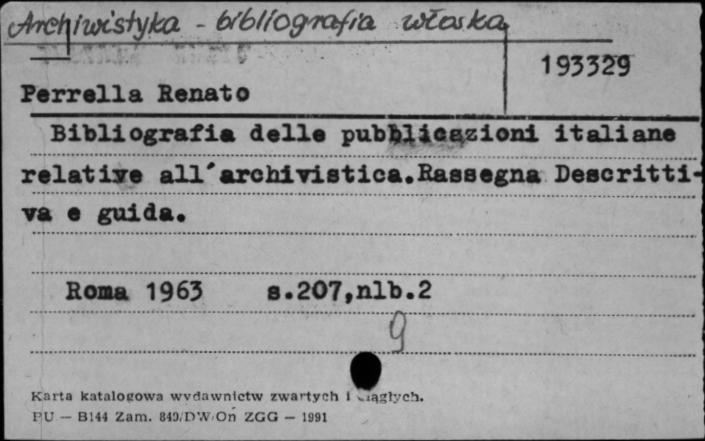 Archiwistyka - bibliografia włoska
193329
Perrella Renato
Bibliografia delle pubblicazioni italiane
relative all'archivistica.Rassegna Descritti-
va e guida.
Roma 1963 s.207,nlb.2
9
Karta katalogowa wydawnictw zwartych i ciągłych.
PU — B144 Zam. 840/DW/On ZGG — 1991